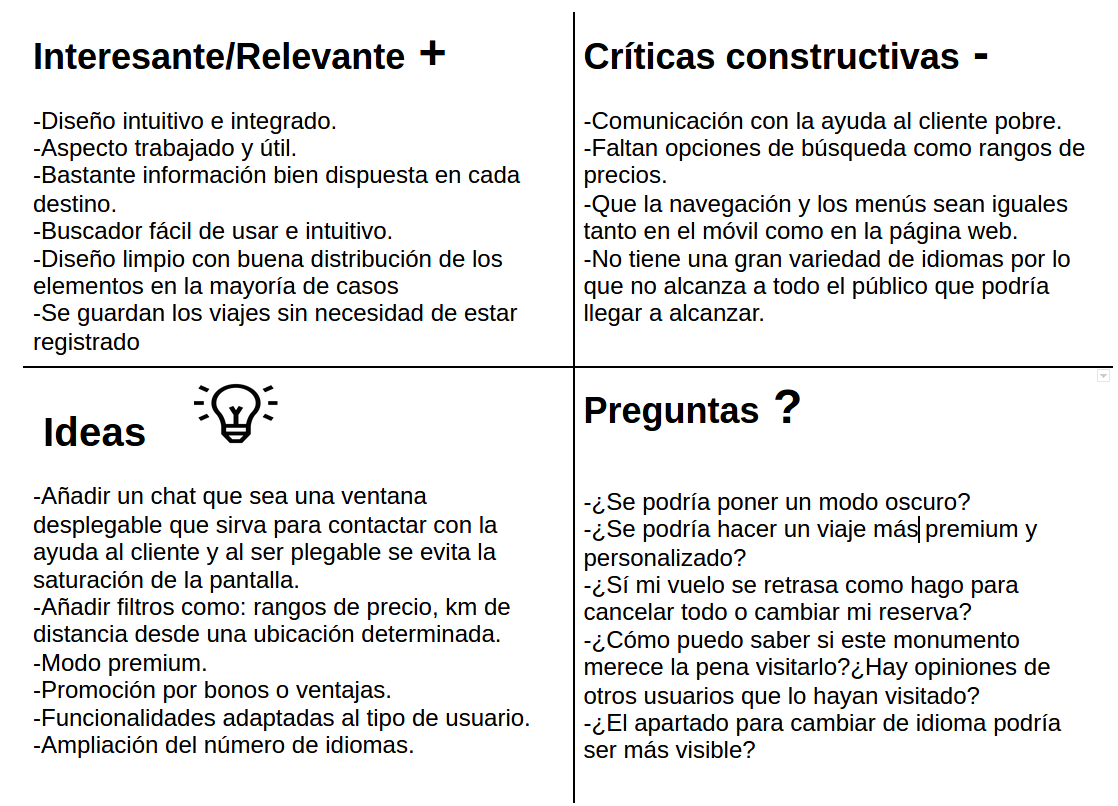 Interesante/Relevante +
-Diseño intuitivo e integrado.
-Aspecto trabajado y útil.
-Bastante información bien dispuesta en cada
destino.
-Buscador fácil de usar e intuitivo.
-Diseño limpio con buena distribución de los
elementos en la mayoría de casos
-Se guardan los viajes sin necesidad de estar
registrado
Críticas constructivas -
-Comunicación con la ayuda al cliente pobre.
-Faltan opciones de búsqueda como rangos de
precios.
-Que la navegación y los menús sean iguales
tanto en el móvil como en la página web.
-No tiene una gran variedad de idiomas por lo
que no alcanza a todo el público que podría
llegar a alcanzar.
Ideas
-Añadir un chat que sea una ventana
desplegable que sirva para contactar con la
ayuda al cliente y al ser plegable se evita la
saturación de la pantalla.
-Añadir filtros como: rangos de precio, km de
distancia desde una ubicación determinada.
-Modo premium.
-Promoción por bonos o ventajas.
-Funcionalidades adaptadas al tipo de usuario.
-Ampliación del número de idiomas.
Preguntas ?
-¿Se podría poner un modo oscuro?
-¿Se podría hacer un viaje más premium y
personalizado?
-¿Sí mi vuelo se retrasa como hago para
cancelar todo o cambiar mi reserva?
-¿Cómo puedo saber si este monumento
merece la pena visitarlo?¿Hay opiniones de
otros usuarios que lo hayan visitado?
-¿El apartado para cambiar de idioma podría
ser más visible?